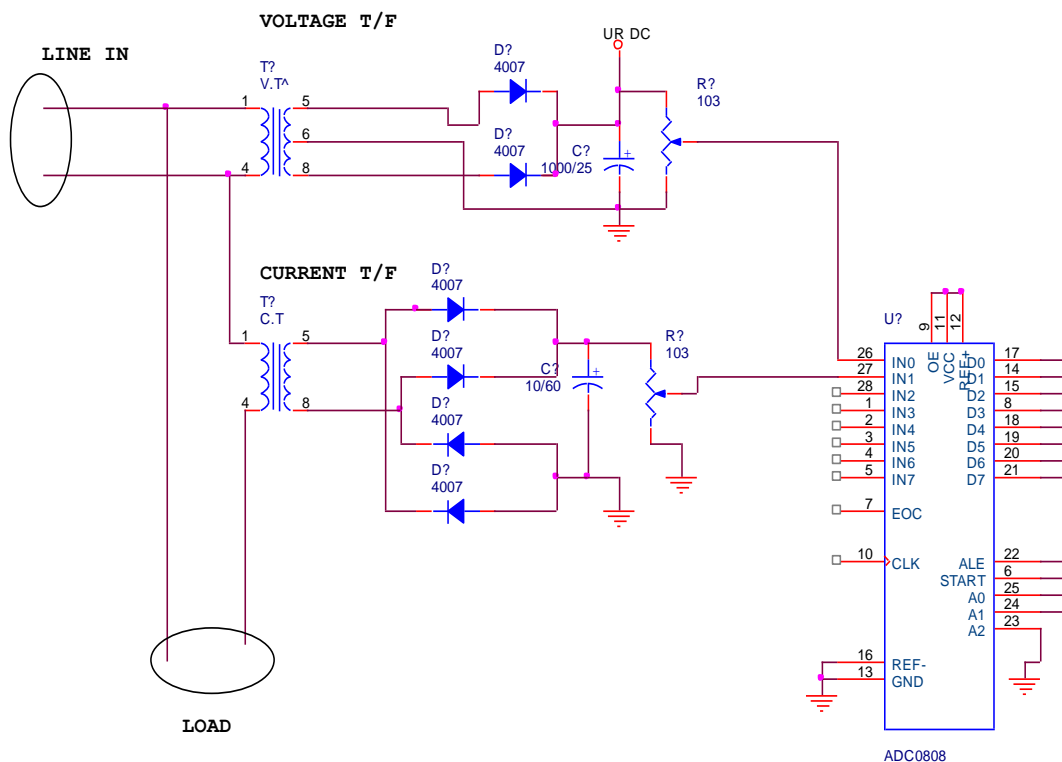 VOLTAGE T/F
LINE IN
UR DC
T?
V.T^
1
4
5
6
8
D?
4007
D?
4007
C?
1000/25
R?
103
CURRENT T/F
T?
C.T
1
4
5
8
D?
4007
D?
4007
D?
4007
D?
4007
C?
10/60
R?
103
U?
9
11
12
OE
VCC
REF+
26 IN0
27 IN1
28 IN2
1 IN3
2 IN4
3 IN5
4 IN6
5 IN7
7 EOC
10 CLK
16 REF-
13 GND
D0 17
D1 14
D2 15
D3 8
D4 18
D5 19
D6 20
D7 21
ALE 22
START 6
A0 25
A1 24
A2 23
ADC0808
LOAD